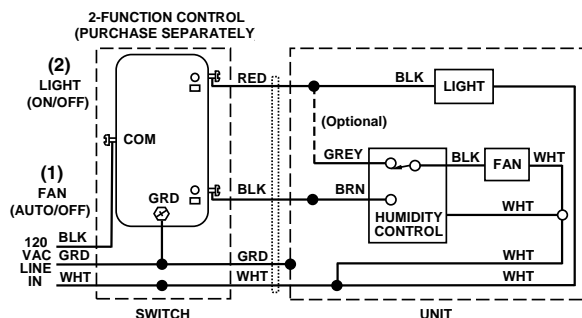 2-FUNCTION CONTROL
(PURCHASE SEPARATELY
(2)
LIGHT
(ON/OFF)
RED
BLK
LIGHT
(Optional)
COM
GREY
BLK
FAN
WHT
(1)
FAN
(AUTO/OFF)
GRD
BLK
BRN
HUMIDITY
CONTROL
WHT
120
VAC
LINE
IN
BLK
GRD
GRD
WHT
WHT
WHT
WHT
SWITCH
UNIT